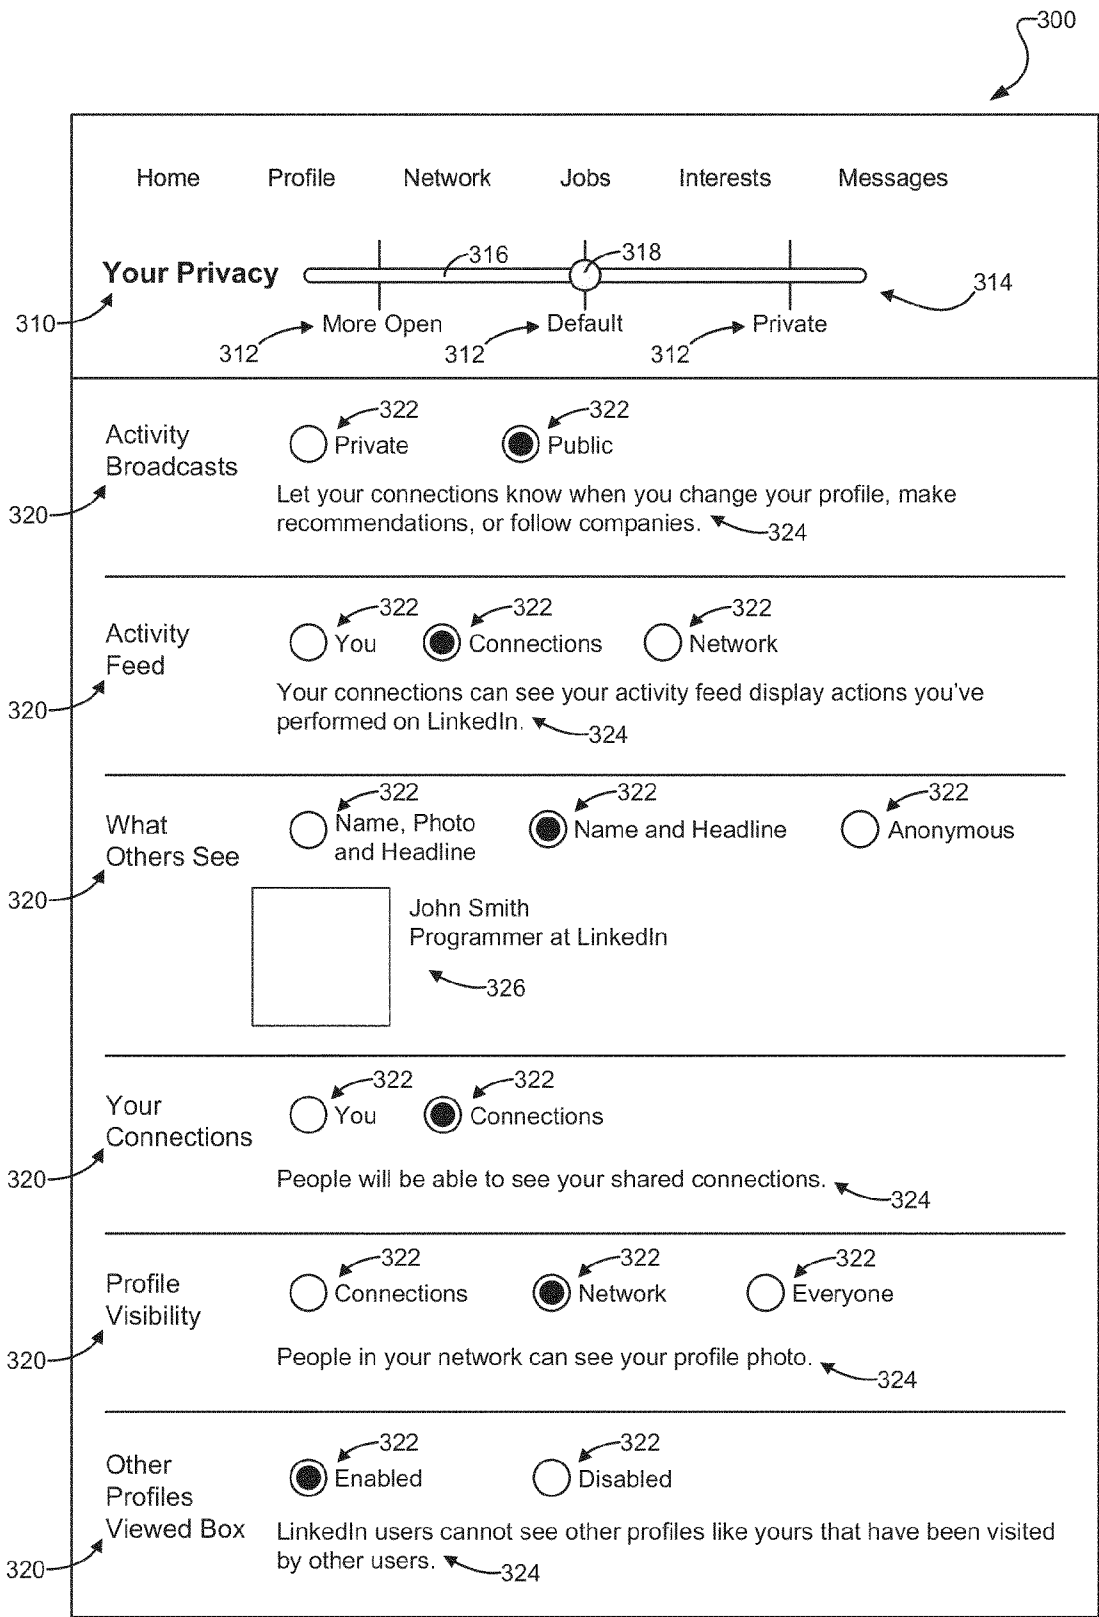 300
Home Profile Network Jobs Interests Messages
316 318
Your Privacy
314
310
More Open Default Private
312 312 312
322 322
Activity Private Public
Broadcasts
Let your connections know when you change your profile, make
320
recommendations, or follow companies. 324
322 322 322
Activity You Connections Network
Feed
Your connections can see your activity feed display actions you've
320
performed on LinkedIn. 324
322 322 322
What Name, Photo Name and Headline Anonymous
Others See and Headline
320
John Smith
Programmer at LinkedIn
326
322 322
Your You Connections
Connections
320 People will be able to see your shared connections.
324
322 322 322
Profile Connections Network Everyone
Visibility
320 People in your network can see your profile photo.
324
322 322
Other Enabled Disabled
Profiles
Viewed Box LinkedIn users cannot see other profiles like yours that have been visited
320 by other users. 324